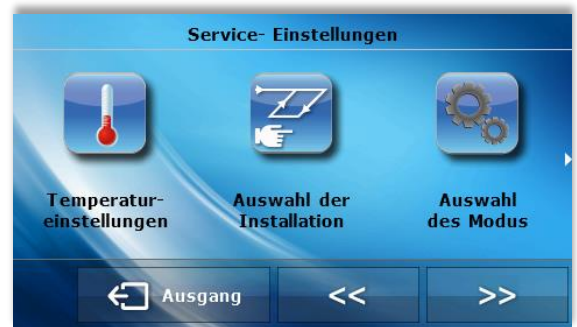 Service- Einstellungen
Temperatur-
einstellungen
Auswahl der
Installation
Auswahl
des Modus
Ausgang
<<
>>